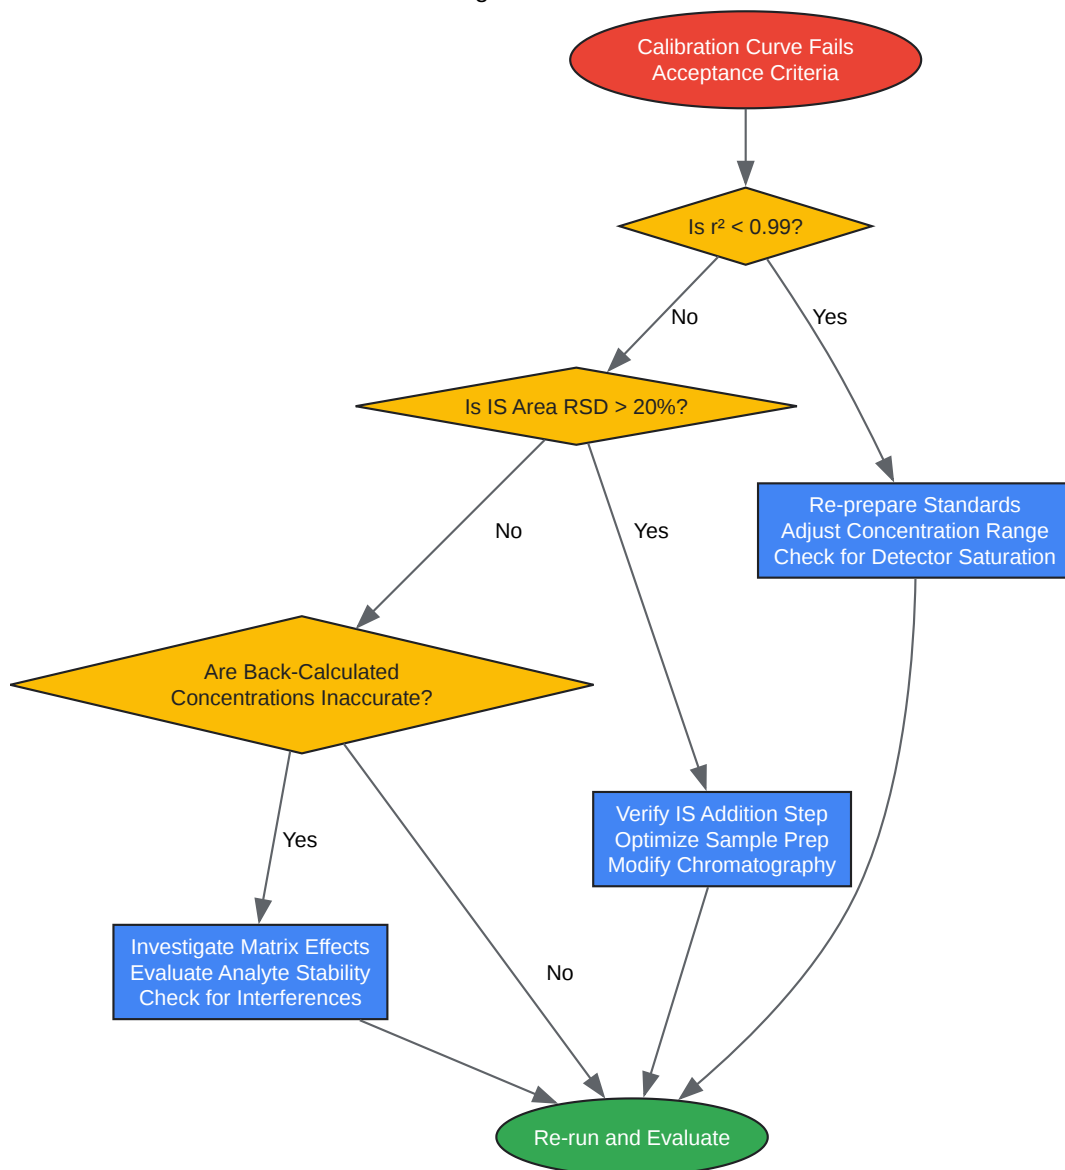 Calibration Curve Fails
Acceptance Criteria
Is r² < 0.99?
No
Yes
Is IS Area RSD > 20%?
Re-prepare Standards
Adjust Concentration Range
Check for Detector Saturation
No
Yes
Are Back-Calculated
Concentrations Inaccurate?
Verify IS Addition Step
Optimize Sample Prep
Modify Chromatography
Yes
Investigate Matrix Effects
Evaluate Analyte Stability
Check for Interferences
No
Re-run and Evaluate